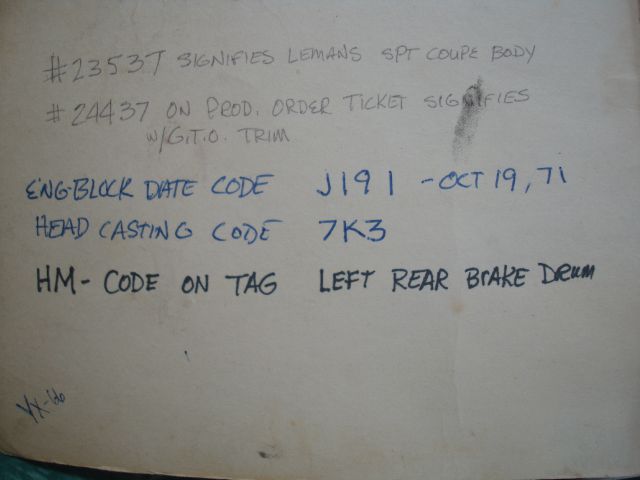 #23537 SIGNIFIES LEMANS SPT COUPE BODY
#24437 ON PROD. ORDER TICKET SIGNIFIES
W/G.T.O. TRIM
ENG-BLOCK DATE CODE J191 - OCT 19, 71
HEAD CASTING CODE 7K3
HM- CODE ON TAG LEFT REAR BRAKE DRUM